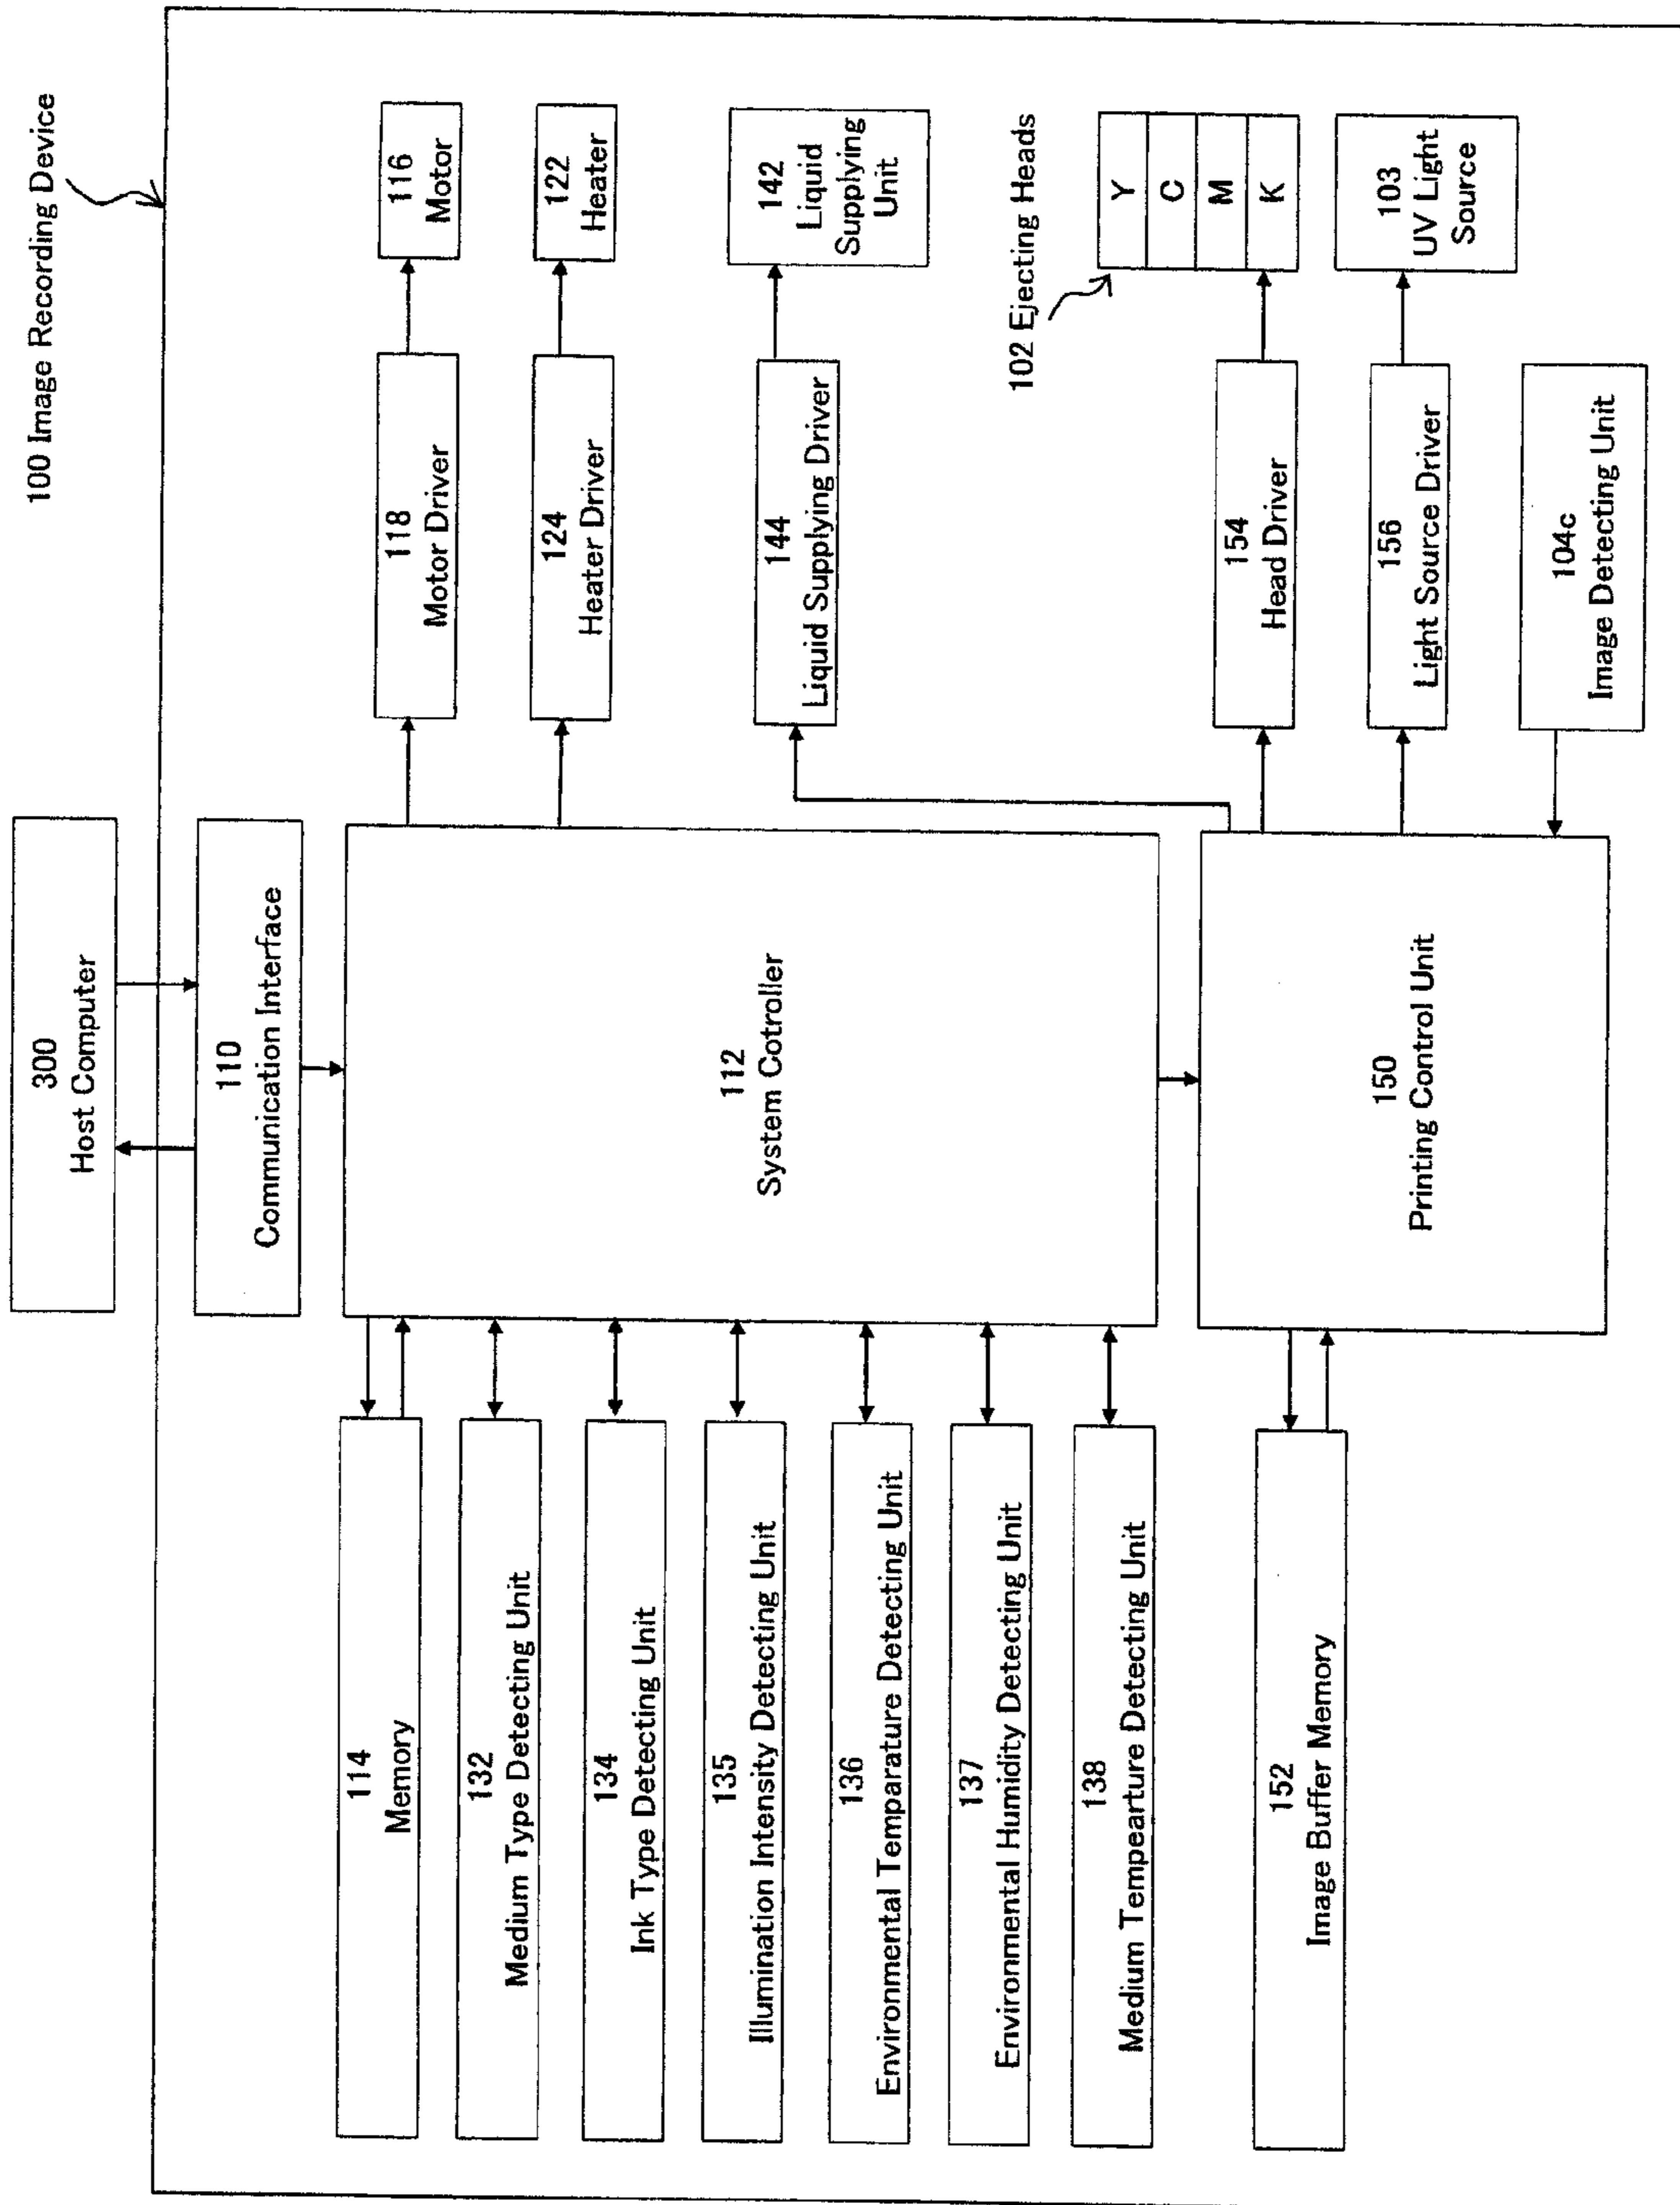 100 Image Recording Device
300
Host Computer
110
Communication Interface
112
System Cotroller
150
Printing Control Unit
114
Memory
132
Medium Type Detecting Unit
134
Ink Type Detecting Unit
135
Illumination Intensity Detecting Unit
136
Environmental Temparature Detecting Unit
137
Environmental Humidity Detecting Unit
138
Medium Tempearture Detecting Unit
152
Image Buffer Memory
118
Motor Driver
116
Motor
124
Heater Driver
122
Heater
144
Liquid Supplying Driver
142
Liquid
Supplying
Unit
102 Ejecting Heads
Y
C
M
K
154
Head Driver
156
Light Source Driver
103
UV Light
Source
104c
Image Detecting Unit